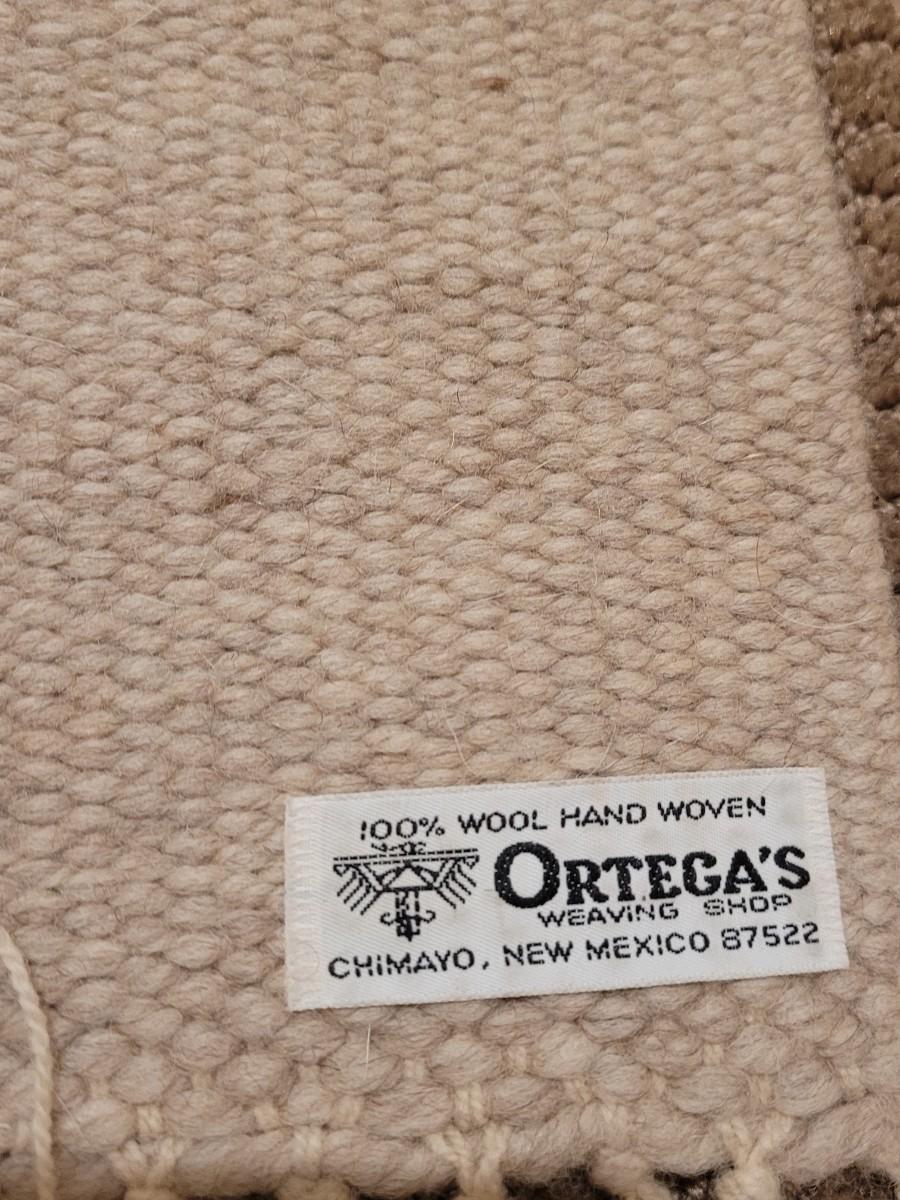 100% WOOL HAND WOVEN
ORTEGA'S
WEAVING SHOP
CHIMAYO, NEW MEXICO 87522